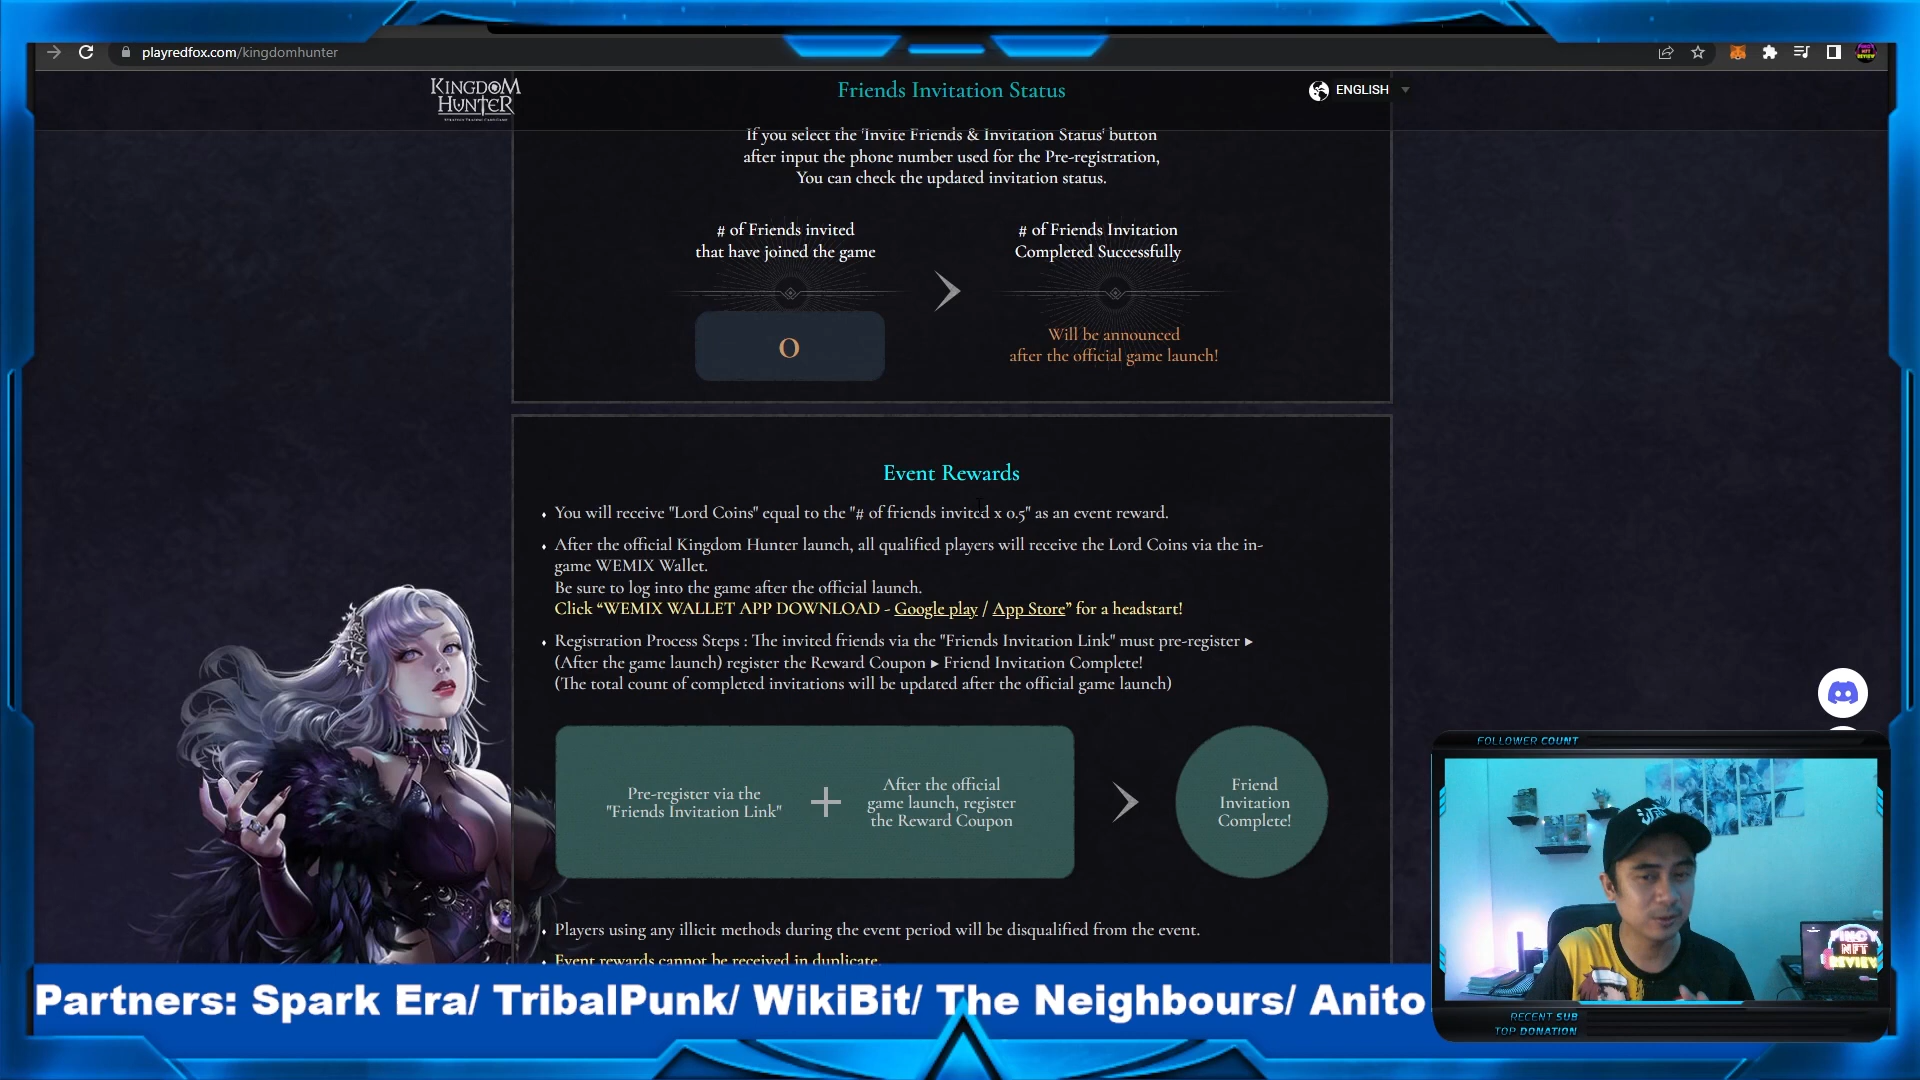 playredfox.com/kingdomhunter
KINGDOM
HUNTER
Friends Invitation Status
ENGLISH
If you select the 'Invite Friends & Invitation Status' button
after input the phone number used for the Pre-registration,
You can check the updated invitation status.
# of Friends invited
that have joined the game
# of Friends Invitation
Completed Successfully
0
Will be announced
after the official game launch!
Event Rewards
You will receive "Lord Coins" equal to the "# of friends invited x 0.5" as an event reward.
After the official Kingdom Hunter launch, all qualified players will receive the Lord Coins via the in-
game WEMIX Wallet.
Be sure to log into the game after the official launch.
Click “WEMIX WALLET APP DOWNLOAD - Google play / App Store” for a headstart!
Registration Process Steps : The invited friends via the "Friends Invitation Link" must pre-register ▸
(After the game launch) register the Reward Coupon ▸ Friend Invitation Complete!
(The total count of completed invitations will be updated after the official game launch)
Pre-register via the
"Friends Invitation Link"
+
After the official
game launch, register
the Reward Coupon
Friend
Invitation
Complete!
Players using any illicit methods during the event period will be disqualified from the event.
Event rewards cannot be received in duplicate.
FOLLOWER COUNT
PINOY
NFT
REVIEW
RECENT SUB
TOP DONATION
Partners: Spark Era/ TribalPunk/ WikiBit/ The Neighbours/ Anito